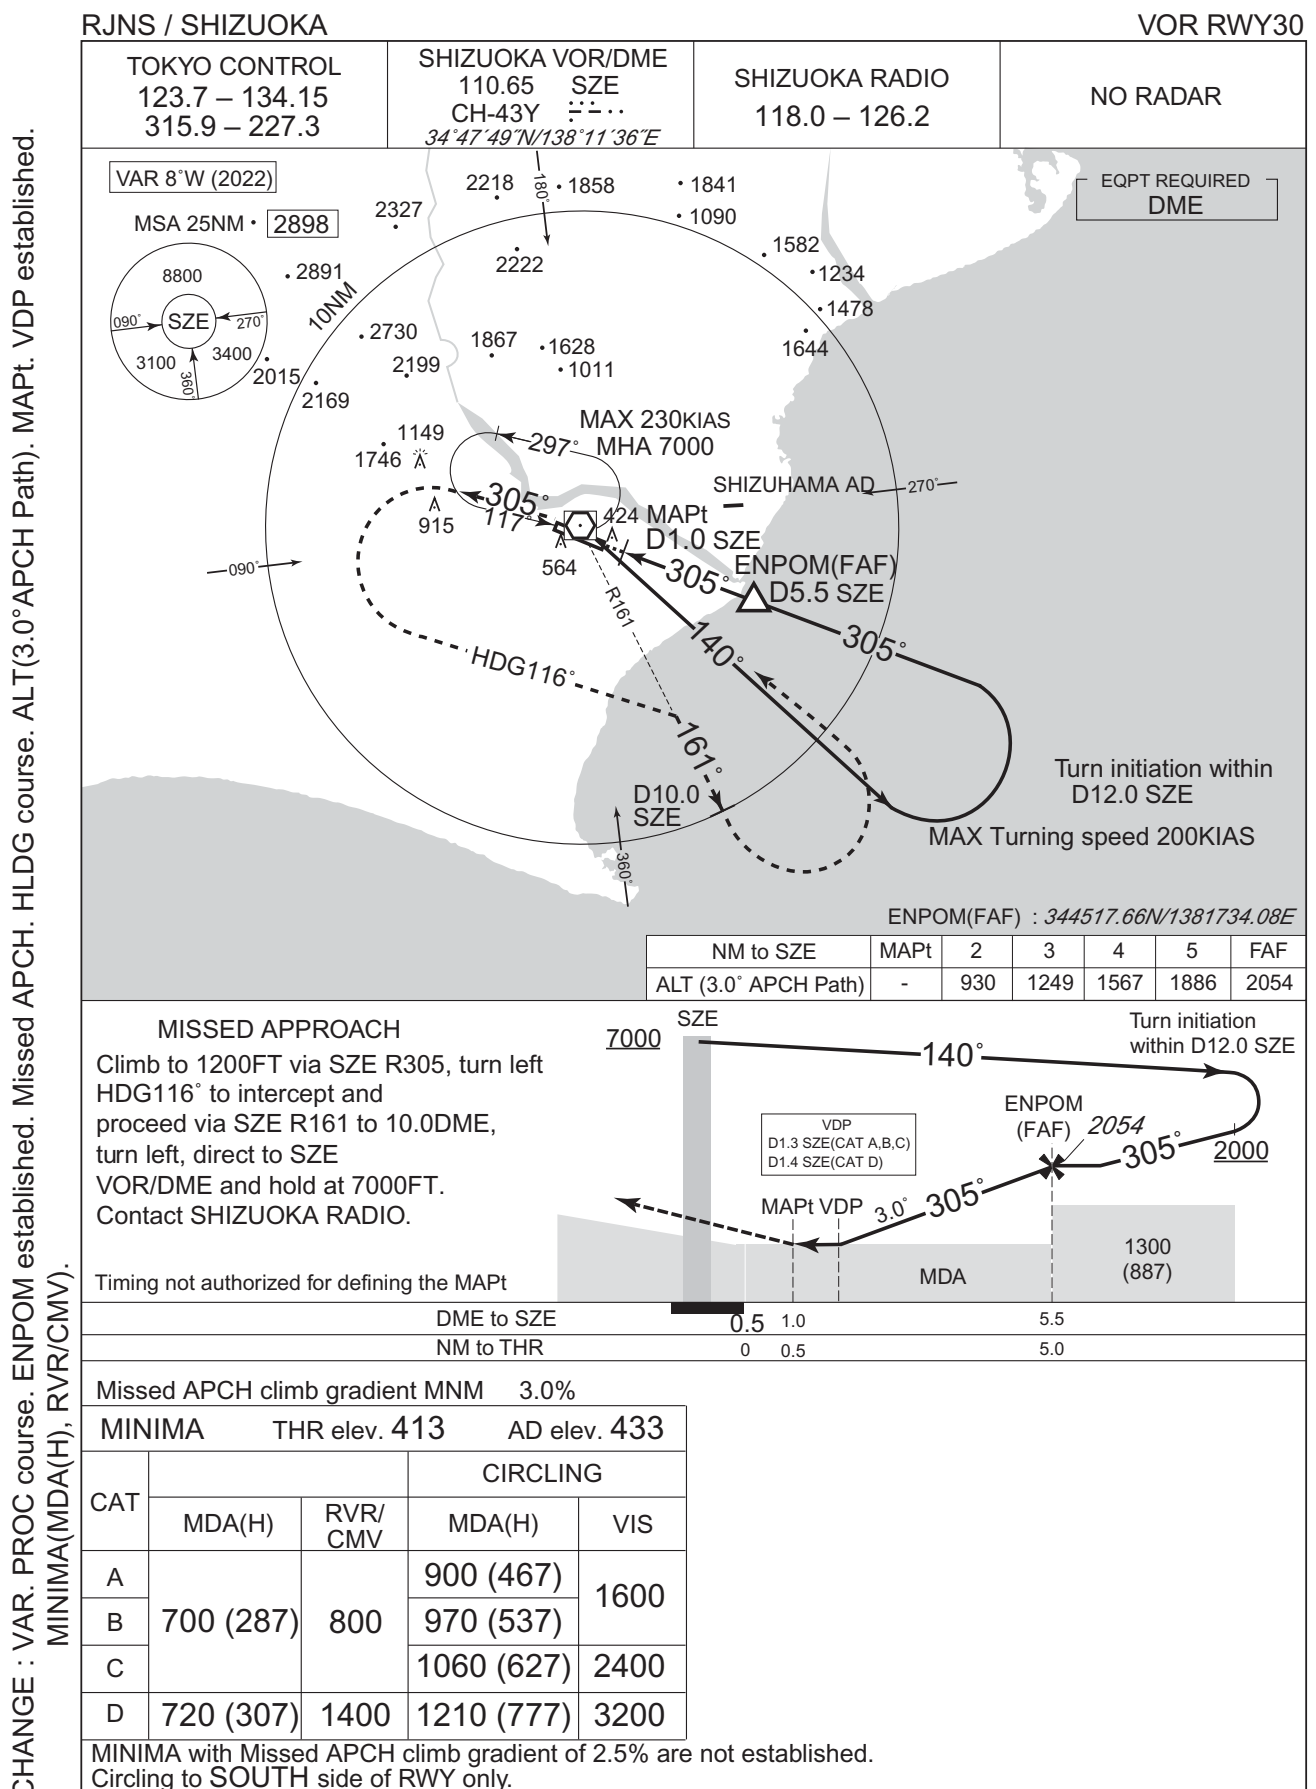 RJNS / SHIZUOKA
VOR RWY30
TOKYO CONTROL
123.7 – 134.15
315.9 – 227.3
SHIZUOKA VOR/DME
110.65 SZE
CH-43Y
34°47´49˝N/138°11´36˝E
SHIZUOKA RADIO
118.0 – 126.2
NO RADAR
VAR 8°W (2022)
EQPT REQUIRED
DME
MSA 25NM
2898
8800
090°
SZE
270°
3100
3400
360°
2218
180°
1858
1841
2327
1090
2222
1582
2891
1234
10NM
1478
2730
1867
1628
1644
2199
1011
2015
2169
MAX 230KIAS
MHA 7000
1149
297°
1746
SHIZUHAMA AD
270°
305°
915
117°
424
MAPt
D1.0 SZE
564
090°
305°
ENPOM(FAF)
D5.5 SZE
R161
140°
305°
HDG116°
161°
D10.0
SZE
360°
Turn initiation within
D12.0 SZE
MAX Turning speed 200KIAS
ENPOM(FAF) : 344517.66N/1381734.08E
NM to SZE MAPt 2 3 4 5 FAF
ALT (3.0° APCH Path) - 930 1249 1567 1886 2054
MISSED APPROACH
Climb to 1200FT via SZE R305, turn left
HDG116° to intercept and
proceed via SZE R161 to 10.0DME,
turn left, direct to SZE
VOR/DME and hold at 7000FT.
Contact SHIZUOKA RADIO.
Timing not authorized for defining the MAPt
7000
SZE
140°
Turn initiation
within D12.0 SZE
ENPOM
(FAF)
2054
305°
2000
VDP
D1.3 SZE(CAT A,B,C)
D1.4 SZE(CAT D)
MAPt VDP
3.0°
305°
MDA
1300
(887)
DME to SZE 0.5 1.0 5.5
NM to THR 0 0.5 5.0
Missed APCH climb gradient MNM 3.0%
MINIMA THR elev. 413 AD elev. 433
CAT
CIRCLING
MDA(H) RVR/ MDA(H) VIS
CMV
A 900 (467)
1600
B 700 (287) 800 970 (537)
C 1060 (627) 2400
D 720 (307) 1400 1210 (777) 3200
MINIMA with Missed APCH climb gradient of 2.5% are not established.
Circling to SOUTH side of RWY only.
CHANGE : VAR. PROC course. ENPOM established. Missed APCH. HLDG course. ALT(3.0°APCH Path). MAPt. VDP established.
MINIMA(MDA(H), RVR/CMV).